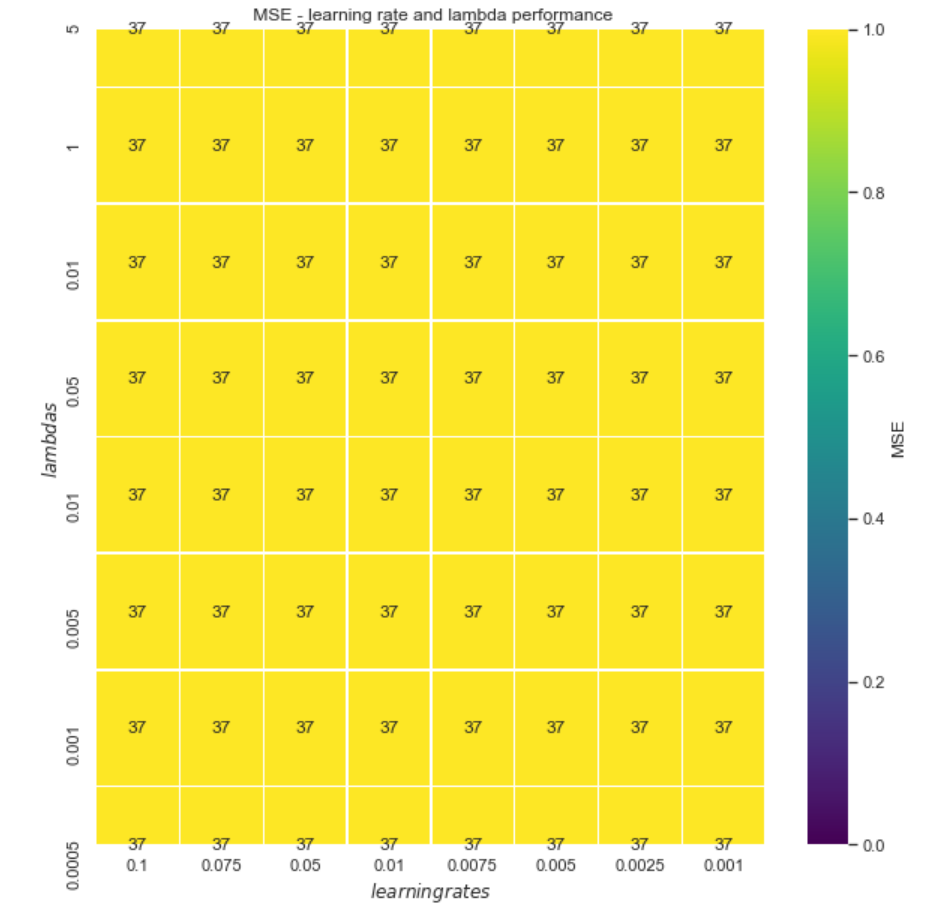 MSE - learning rate and lambda performance
5 37 37 37 37 37 37 37 37 1.0
1 37 37 37 37 37 37 37 37 0.8
0.01 37 37 37 37 37 37 37 37
0.05 37 37 37 37 37 37 37 37 0.6
lambdas MSE
0.01 37 37 37 37 37 37 37 37 0.4
0.005 37 37 37 37 37 37 37 37
0.001 37 37 37 37 37 37 37 37 0.2
0.0005 37 37 37 37 37 37 37 37 0.0
0.1 0.075 0.05 0.01 0.0075 0.005 0.0025 0.001
learningrates